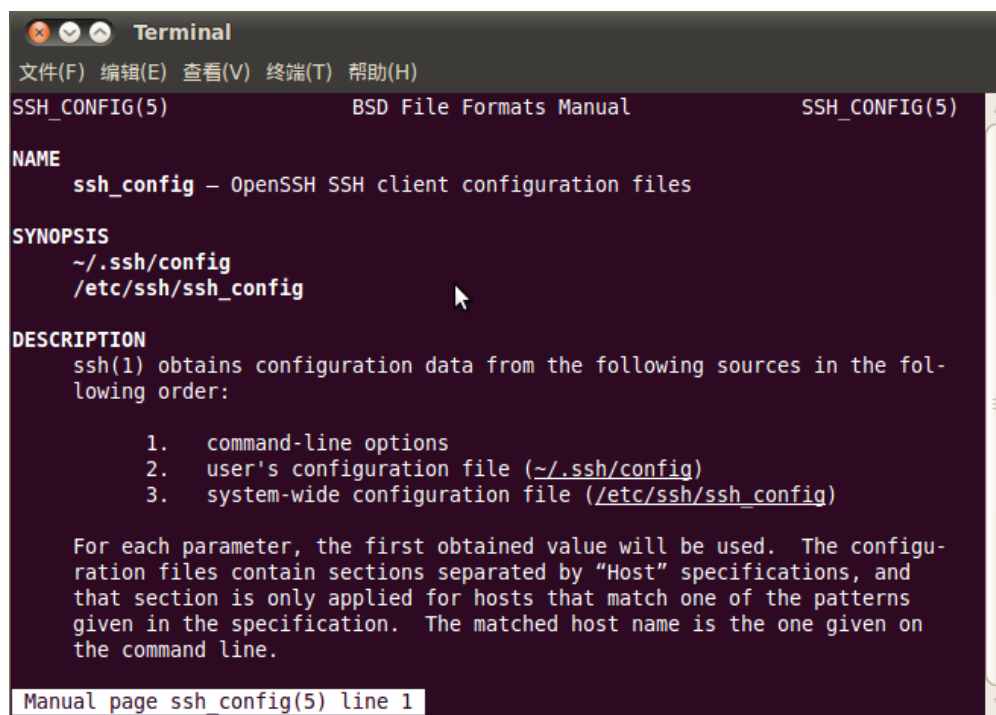 Terminal
文件(F) 编辑(E) 查看(V) 终端(T) 帮助(H)
SSH_CONFIG(5) BSD File Formats Manual SSH_CONFIG(5)
NAME
ssh_config — OpenSSH SSH client configuration files
SYNOPSIS
~/.ssh/config
/etc/ssh/ssh_config
DESCRIPTION
ssh(1) obtains configuration data from the following sources in the fol-
lowing order:
1. command-line options
2. user's configuration file (~/.ssh/config)
3. system-wide configuration file (/etc/ssh/ssh_config)
For each parameter, the first obtained value will be used. The configu-
ration files contain sections separated by “Host” specifications, and
that section is only applied for hosts that match one of the patterns
given in the specification. The matched host name is the one given on
the command line.
Manual page ssh_config(5) line 1